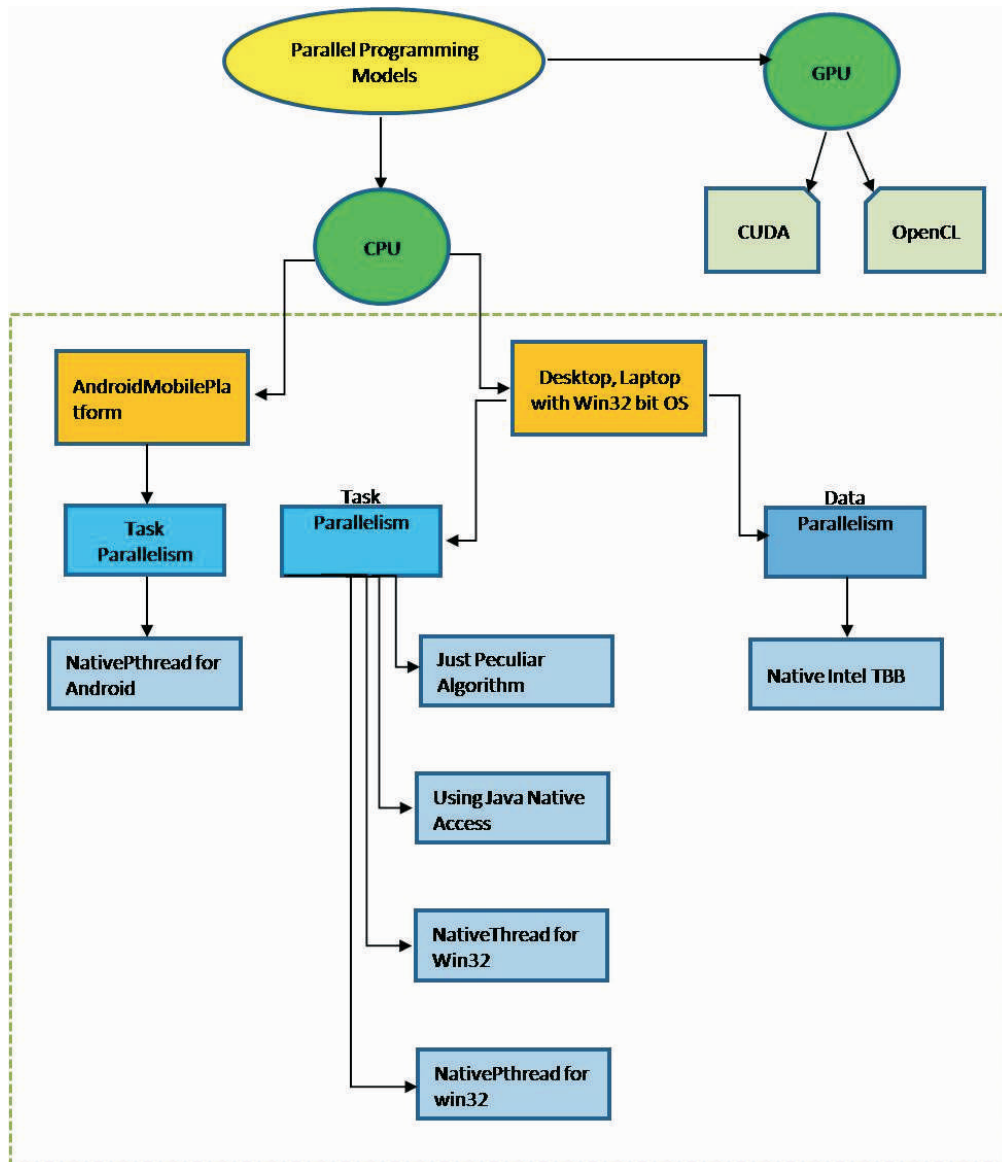 Parallel Programming
Models
GPU
CUDA
OpenCL
CPU
AndroidMobilePla
tform
Desktop, Laptop
with Win32 bit OS
Task
Parallelism
Task
Parallelism
Data
Parallelism
NativePthread for
Android
Just Peculiar
Algorithm
Native Intel TBB
Using Java Native
Access
NativeThread for
Win32
NativePthread for
win32